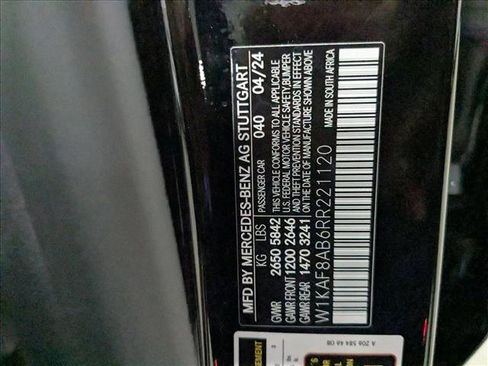 MFD BY MERCEDES-BENZ AG STUTTGART
PASSENGER CAR 040 04/24
KG LBS
GVWR 2650 5842
GAWR FRONT 1200 2646
GAWR REAR 1470 3241
THIS VEHICLE CONFORMS TO ALL APPLICABLE
U.S. FEDERAL MOTOR VEHICLE SAFETY, BUMPER
AND THEFT PREVENTION STANDARDS IN EFFECT
ON THE DATE OF MANUFACTURE SHOWN ABOVE
MADE IN SOUTH AFRICA
W1KAF8AB6RR221120
A 206 584 46 08